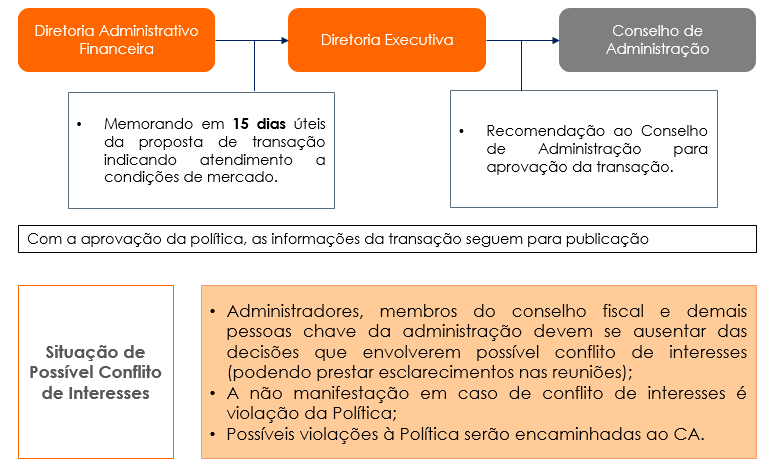 Diretoria Administrativo
Financeira
Diretoria Executiva
Conselho de
Administração
• Memorando em 15 dias úteis
da proposta de transação
indicando atendimento a
condições de mercado.
• Recomendação ao Conselho
de Administração para
aprovação da transação.
Com a aprovação da política, as informações da transação seguem para publicação
Situação de
Possível Conflito
de Interesses
• Administradores, membros do conselho fiscal e demais
pessoas chave da administração devem se ausentar das
decisões que envolverem possível conflito de interesses
(podendo prestar esclarecimentos nas reuniões);
• A não manifestação em caso de conflito de interesses é
violação da Política;
• Possíveis violações à Política serão encaminhadas ao CA.